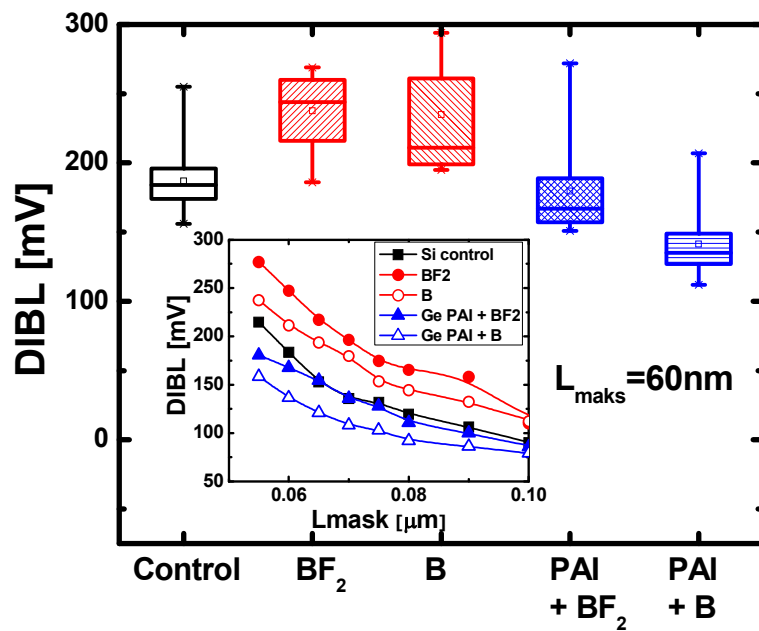 300
200
100
0
DIBL [mV]
300
250
200
150
100
50
DIBL [mV]
Si control
BF2
B
Ge PAI + BF2
Ge PAI + B
0.06 0.08 0.10
Lmask [μm]
L_maks=60nm
Control BF₂ B PAI PAI
+ BF₂ + B